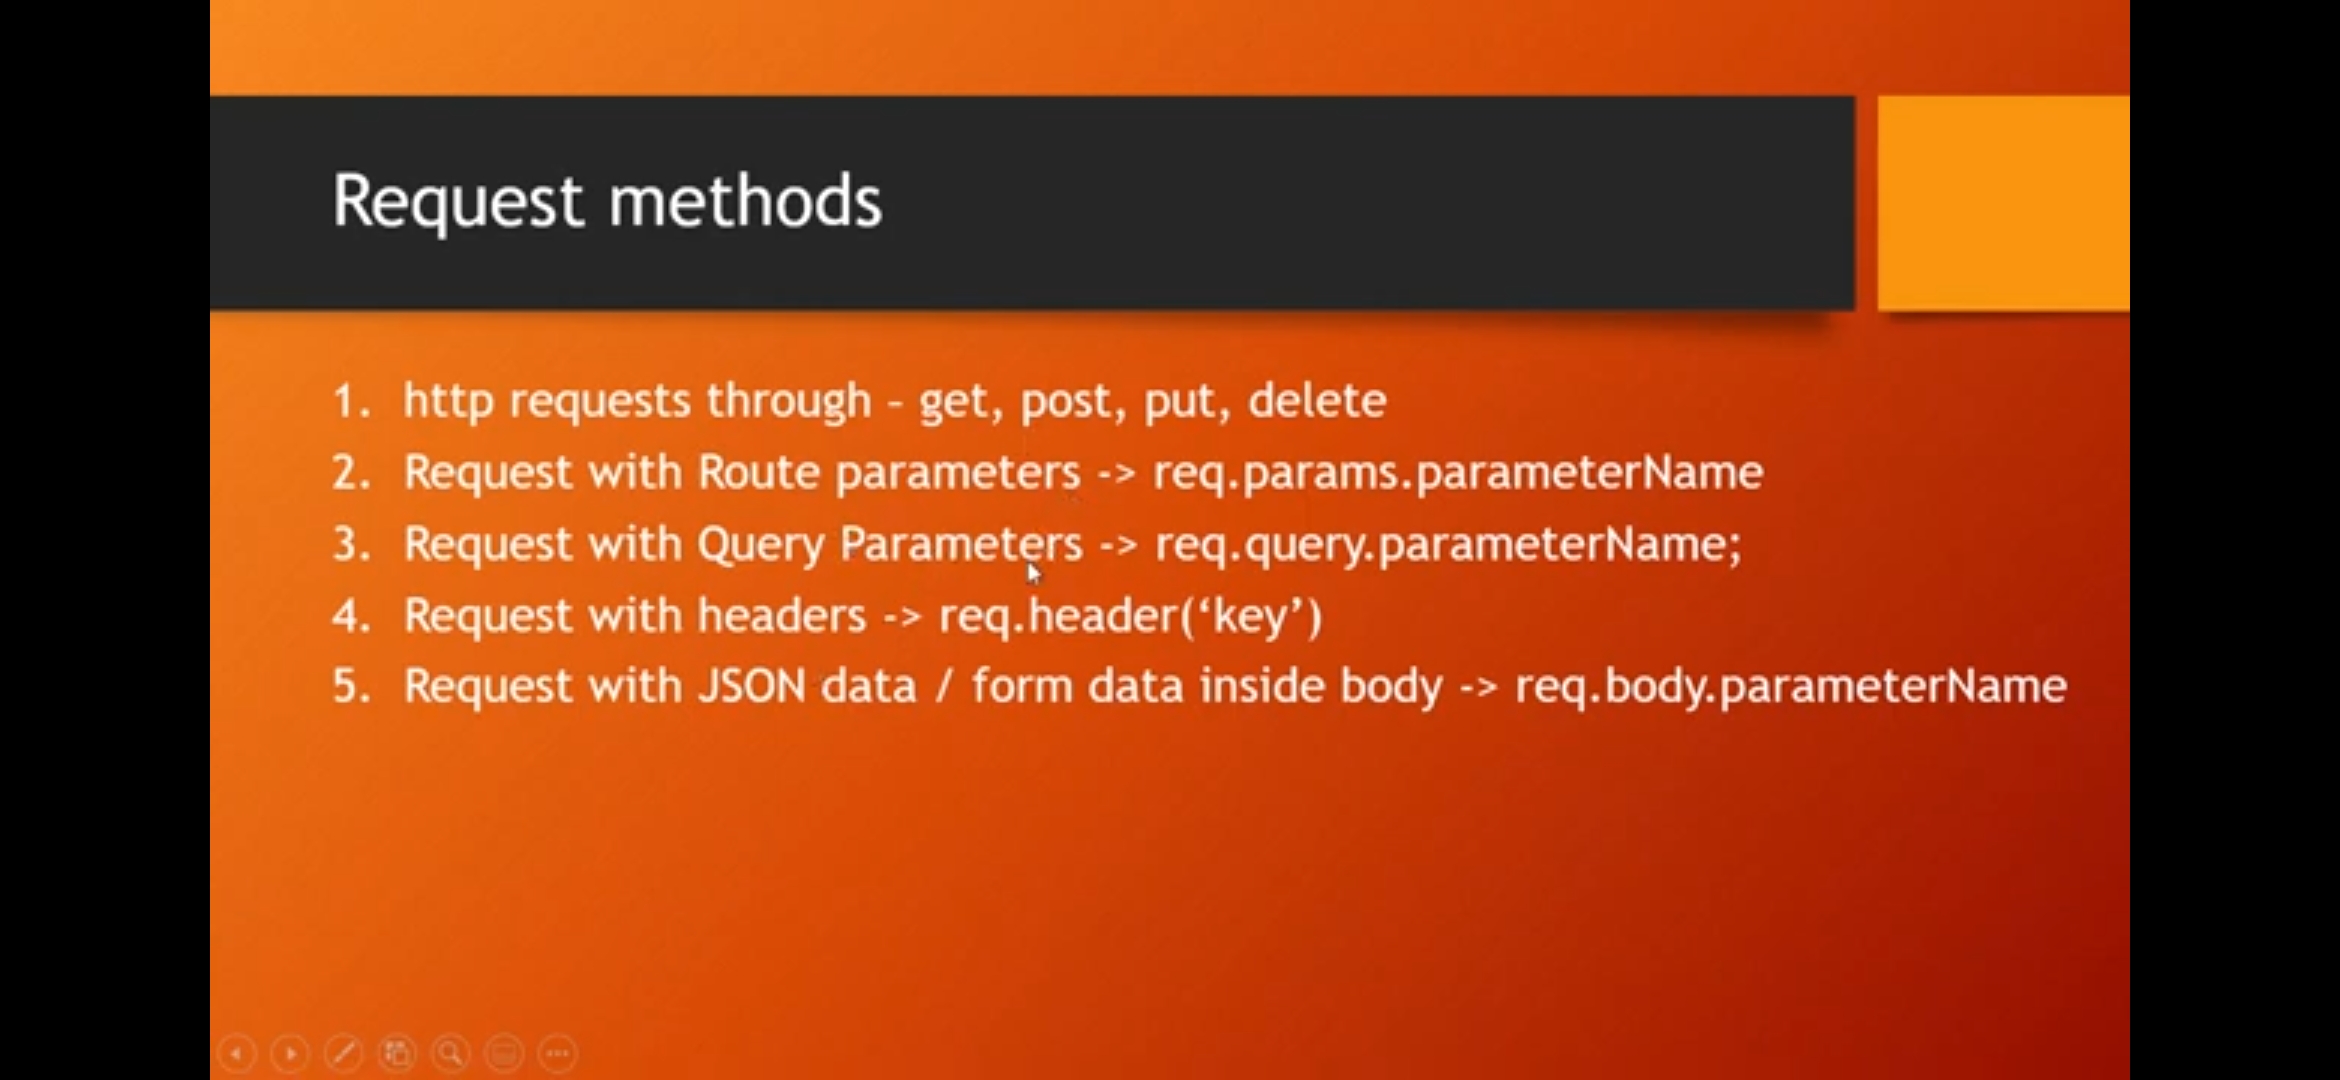 Request methods
1. http requests through – get, post, put, delete
2. Request with Route parameters -> req.params.parameterName
3. Request with Query Parameters -> req.query.parameterName;
4. Request with headers -> req.header(‘key’)
5. Request with JSON data / form data inside body -> req.body.parameterName